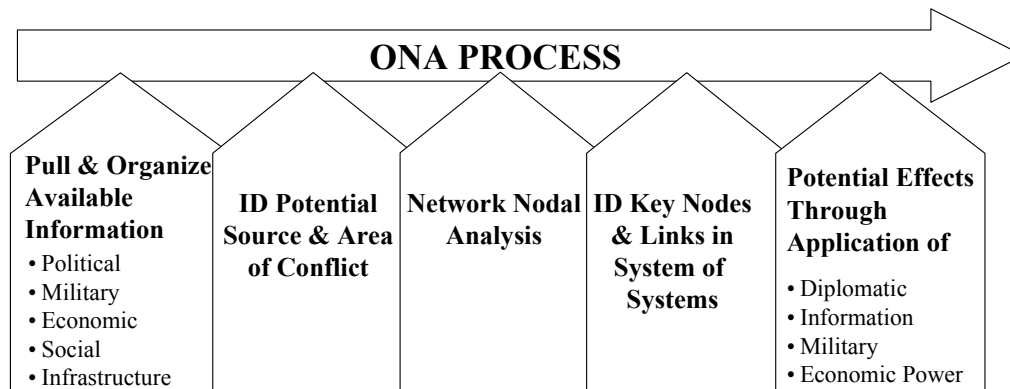 ONA PROCESS
Pull & Organize
Available
Information
• Political
• Military
• Economic
• Social
• Infrastructure
ID Potential
Source & Area
of Conflict
Network Nodal
Analysis
ID Key Nodes
& Links in
System of
Systems
Potential Effects
Through
Application of
• Diplomatic
• Information
• Military
• Economic Power